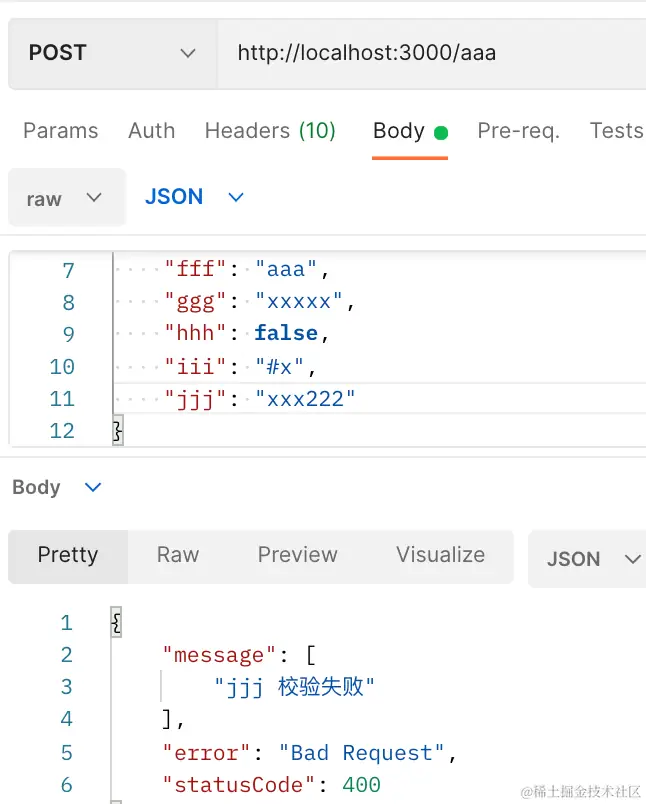 POST http://localhost:3000/aaa
Params Auth Headers (10) Body Pre-req. Tests
raw JSON
7 "fff": "aaa",
8 "ggg": "xxxxx",
9 "hhh": false,
10 "iii": "#x",
11 "jjj": "xxx222"
12 }
Body
Pretty Raw Preview Visualize JSON
1 {
2 "message": [
3 "jjj 校验失败"
4 ],
5 "error": "Bad Request",
6 "statusCode": 400
@稀土掘金技术社区